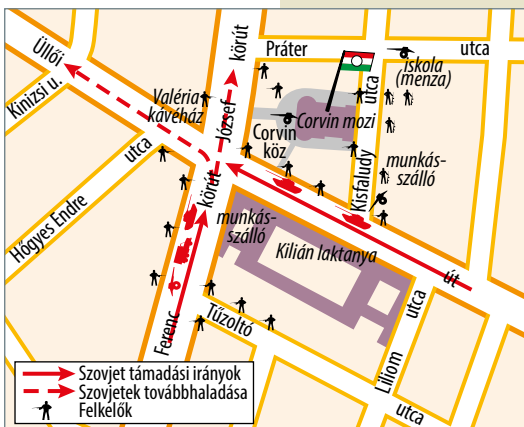 Üllői
Kinizsi u.
körút
Práter
utca
iskola
(menza)
Valéria
kávéház
József
utca
Corvin mozi
Corvin
köz
utca
Kisfaludy
munkás-
szálló
körút
Hőgyes Endre
munkás-
szálló
Kilián laktanya
út
utca
Ferenc
Tűzoltó
Liliom
utca
Szovjet támadási irányok
Szovjetek továbbhaladása
Felkelők